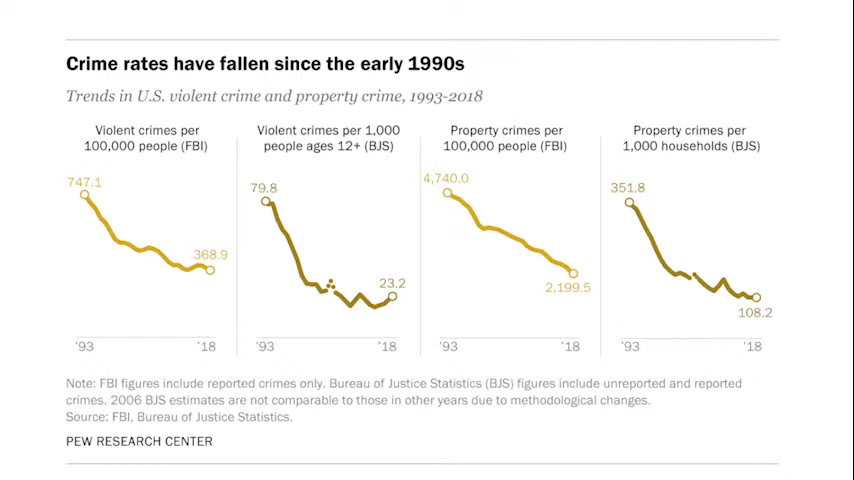 Crime rates have fallen since the early 1990s
Trends in U.S. violent crime and property crime, 1993-2018
Violent crimes per
100,000 people (FBI)
747.1
368.9
'93
'18
Violent crimes per 1,000
people ages 12+ (BJS)
79.8
23.2
'93
'18
Property crimes per
100,000 people (FBI)
4,740.0
2,199.5
'93
'18
Property crimes per
1,000 households (BJS)
351.8
108.2
'93
'18
Note: FBI figures include reported crimes only. Bureau of Justice Statistics (BJS) figures include unreported and reported
crimes. 2006 BJS estimates are not comparable to those in other years due to methodological changes.
Source: FBI, Bureau of Justice Statistics.
PEW RESEARCH CENTER